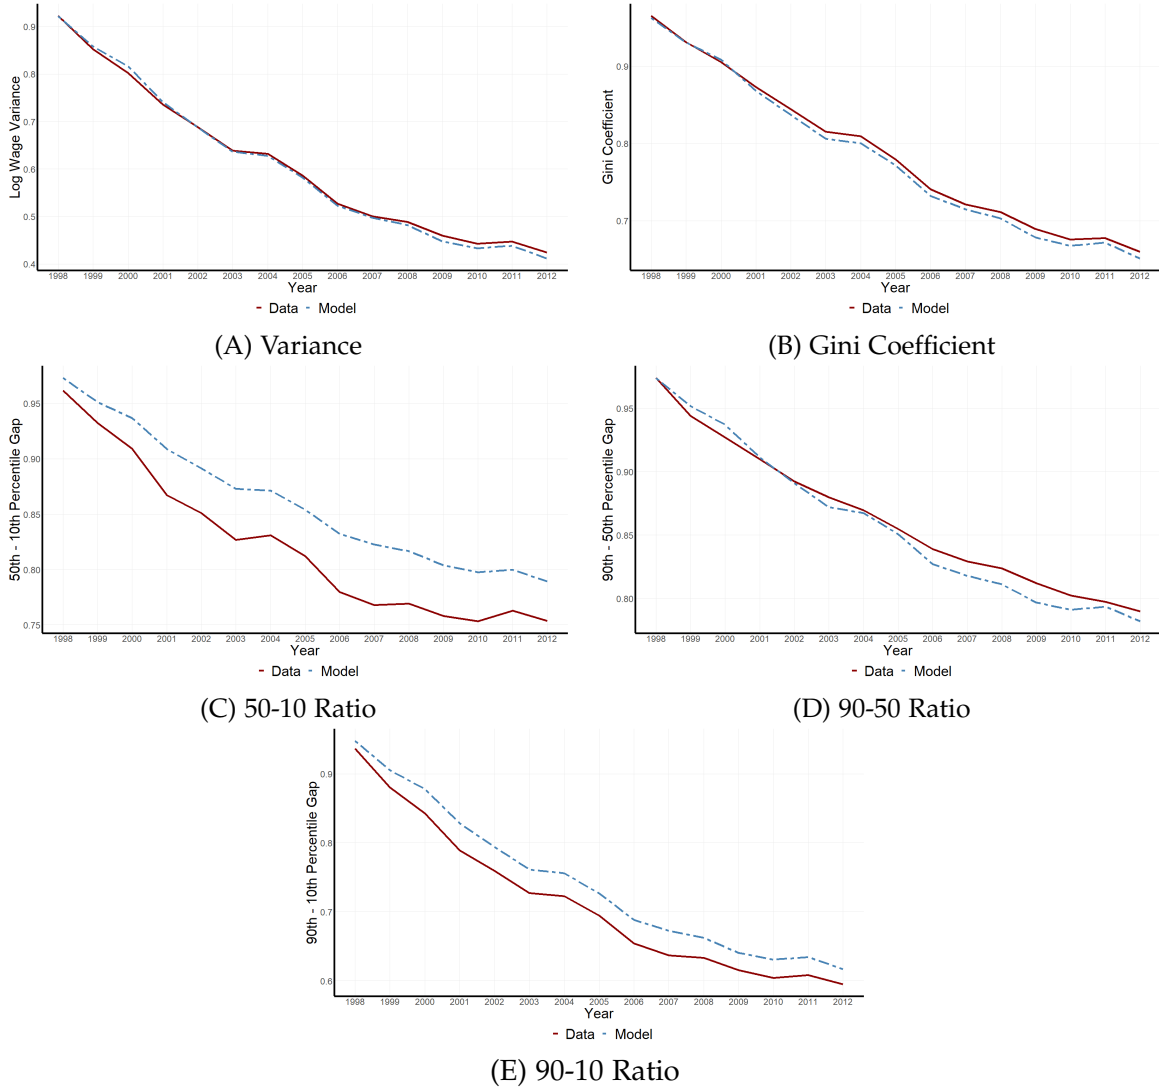 Log Wage Variance
0.9
0.8
0.7
0.6
0.5
0.4
1998 1999 2000 2001 2002 2003 2004 2005 2006 2007 2008 2009 2010 2011 2012
Year
Data Model
(A) Variance
Gini Coefficient
0.9
0.8
0.7
1998 1999 2000 2001 2002 2003 2004 2005 2006 2007 2008 2009 2010 2011 2012
Year
Data Model
(B) Gini Coefficient
50th - 10th Percentile Gap
0.95
0.90
0.85
0.80
0.75
1998 1999 2000 2001 2002 2003 2004 2005 2006 2007 2008 2009 2010 2011 2012
Year
Data Model
(C) 50-10 Ratio
90th - 50th Percentile Gap
0.95
0.90
0.85
0.80
1998 1999 2000 2001 2002 2003 2004 2005 2006 2007 2008 2009 2010 2011 2012
Year
Data Model
(D) 90-50 Ratio
90th - 10th Percentile Gap
0.9
0.8
0.7
0.6
1998 1999 2000 2001 2002 2003 2004 2005 2006 2007 2008 2009 2010 2011 2012
Year
Data Model
(E) 90-10 Ratio